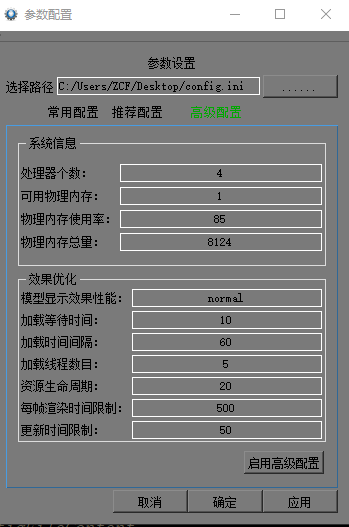 参数配置
参数设置
选择路径 C:/Users/ZCF/Desktop/config.ini ......
常用配置 推荐配置 高级配置
系统信息
处理器个数: 4
可用物理内存: 1
物理内存使用率: 85
物理内存总量: 8124
效果优化
模型显示效果性能: normal
加载等待时间: 10
加载时间间隔: 60
加载线程数目: 5
资源生命周期: 20
每帧渲染时间限制: 500
更新时间限制: 50
启用高级配置
取消 确定 应用